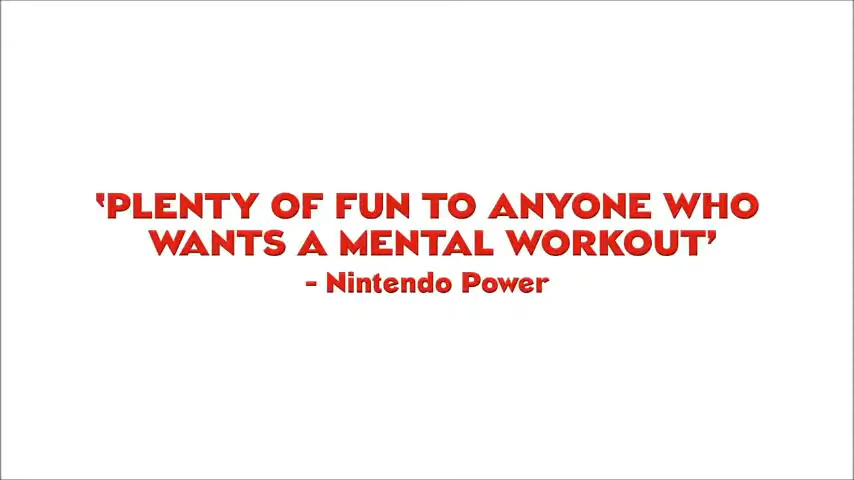 ‘PLENTY OF FUN TO ANYONE WHO
WANTS A MENTAL WORKOUT’
- Nintendo Power